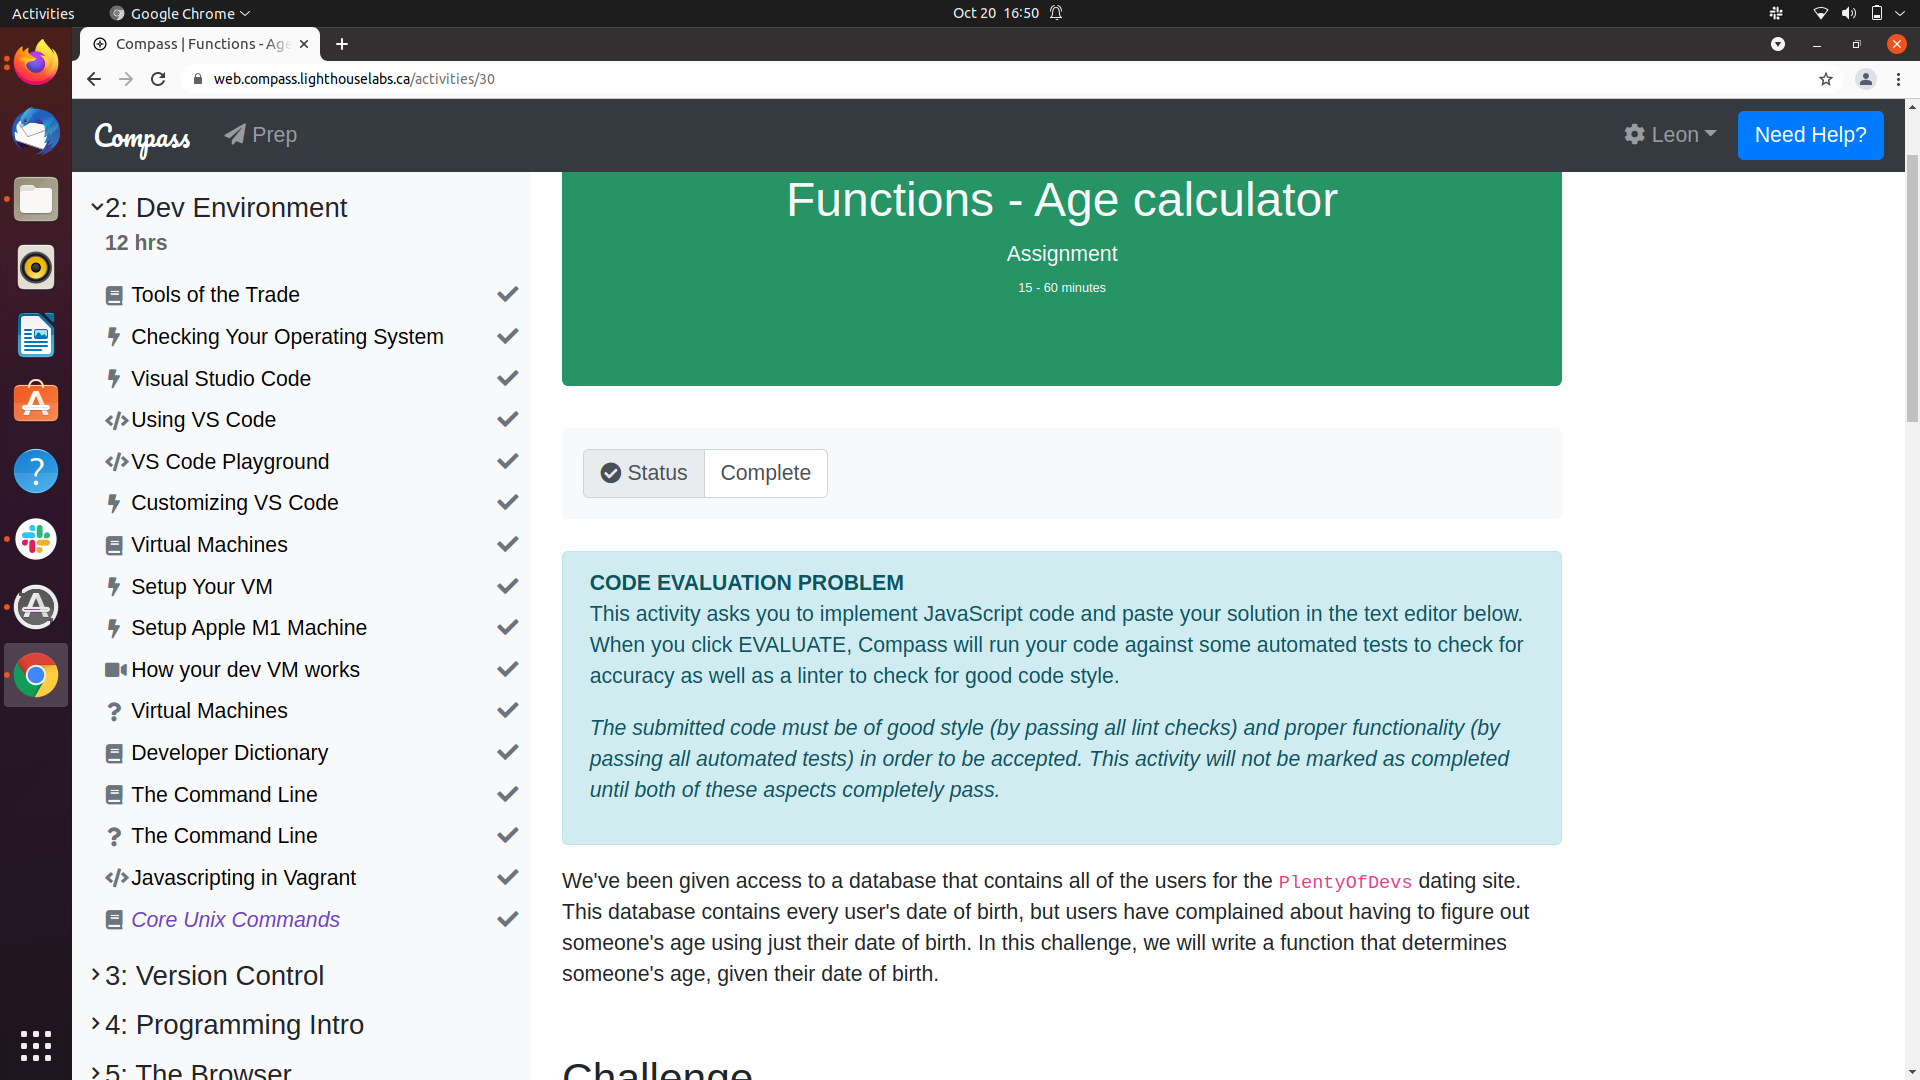 Activities
Google Chrome
Oct 20 16:50
Compass | Functions - Age
web.compass.lighthouselabs.ca/activities/30
Compass
Prep
Leon
Need Help?
2: Dev Environment
12 hrs
Tools of the Trade
Checking Your Operating System
Visual Studio Code
Using VS Code
VS Code Playground
Customizing VS Code
Virtual Machines
Setup Your VM
Setup Apple M1 Machine
How your dev VM works
Virtual Machines
Developer Dictionary
The Command Line
The Command Line
Javascripting in Vagrant
Core Unix Commands
3: Version Control
4: Programming Intro
5: The Browser
Functions - Age calculator
Assignment
15 - 60 minutes
Status
Complete
CODE EVALUATION PROBLEM
This activity asks you to implement JavaScript code and paste your solution in the text editor below.
When you click EVALUATE, Compass will run your code against some automated tests to check for
accuracy as well as a linter to check for good code style.
The submitted code must be of good style (by passing all lint checks) and proper functionality (by
passing all automated tests) in order to be accepted. This activity will not be marked as completed
until both of these aspects completely pass.
We've been given access to a database that contains all of the users for the PlentyOfDevs dating site.
This database contains every user's date of birth, but users have complained about having to figure out
someone's age using just their date of birth. In this challenge, we will write a function that determines
someone's age, given their date of birth.
Challenge